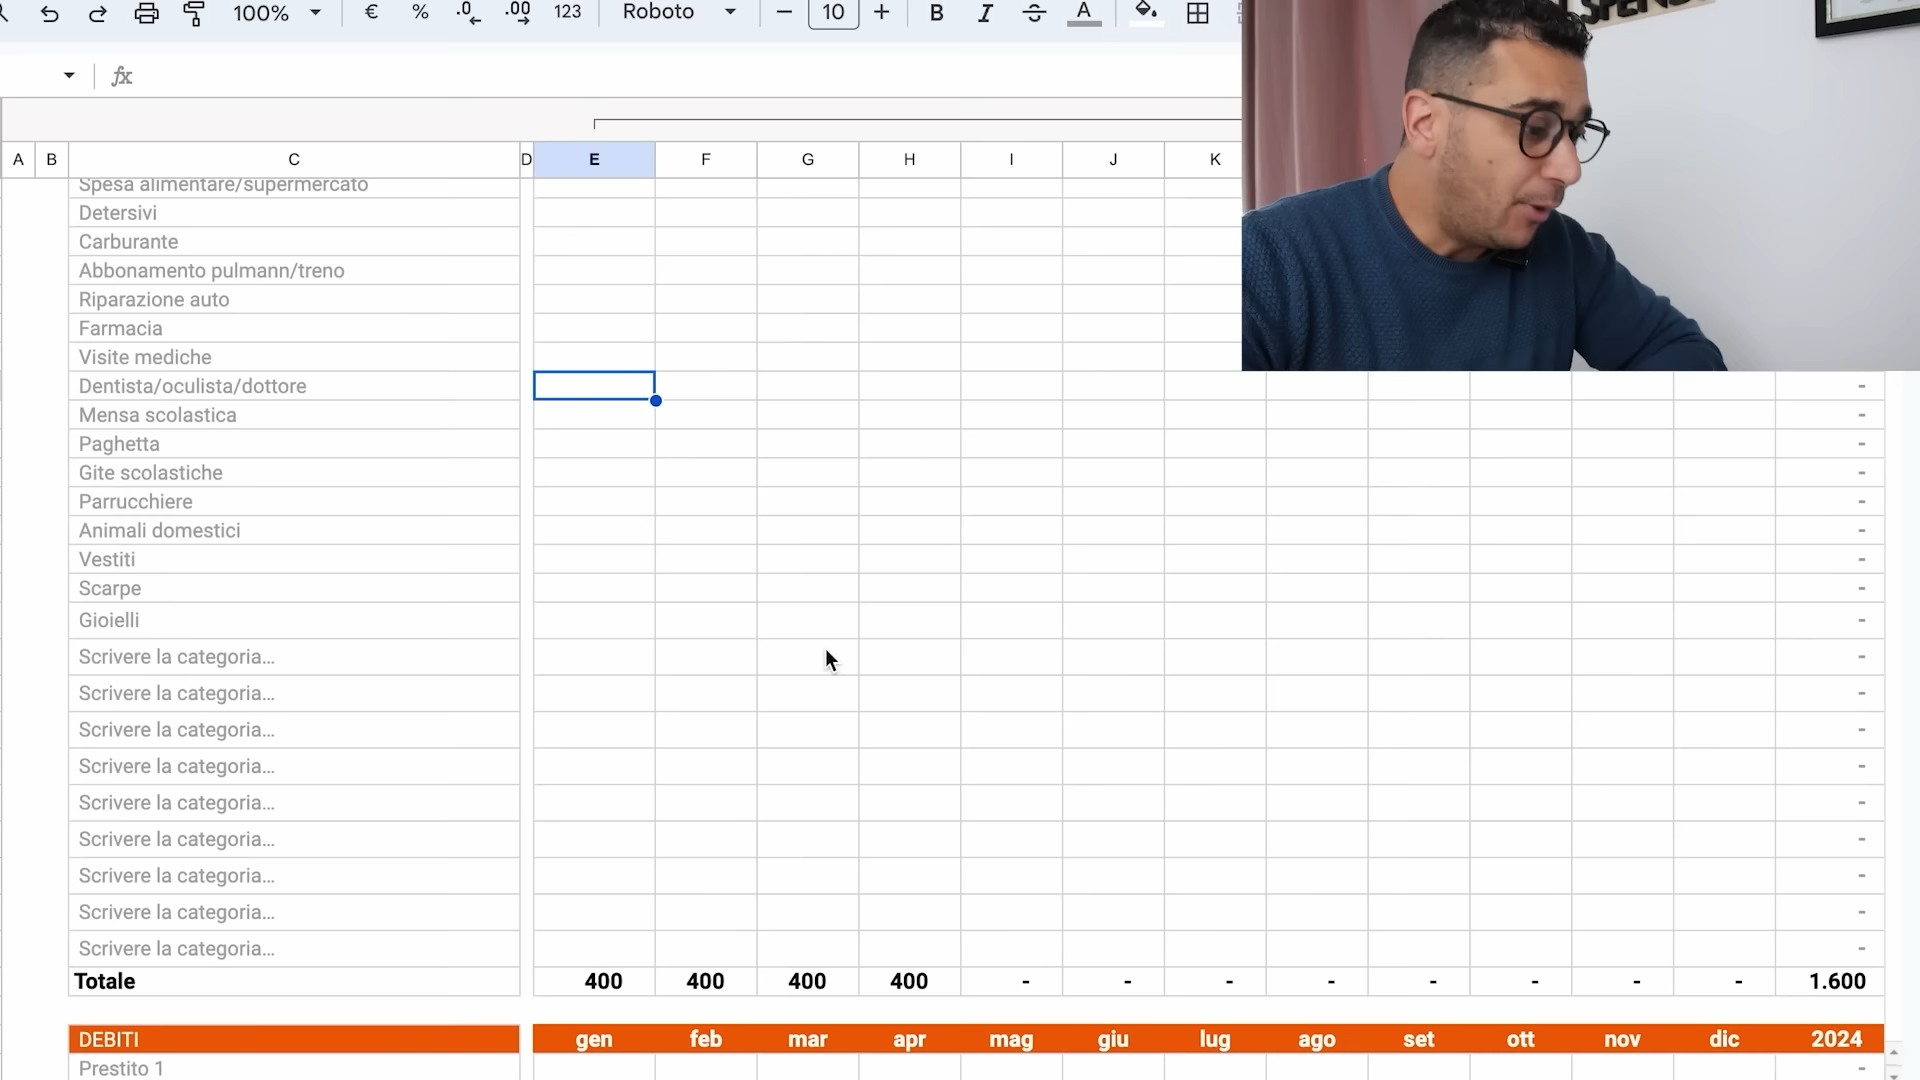 100% € % .0 .00 123 Roboto 10 B I A
fx
A B C D E F G H I J K
Spesa alimentare/supermercato
Detersivi
Carburante
Abbonamento pulmann/treno
Riparazione auto
Farmacia
Visite mediche
Dentista/oculista/dottore -
Mensa scolastica -
Paghetta -
Gite scolastiche -
Parrucchiere -
Animali domestici -
Vestiti -
Scarpe -
Gioielli -
Scrivere la categoria... -
Scrivere la categoria... -
Scrivere la categoria... -
Scrivere la categoria... -
Scrivere la categoria... -
Scrivere la categoria... -
Scrivere la categoria... -
Scrivere la categoria... -
Scrivere la categoria... -
Totale 400 400 400 400 - - - - - - - - 1.600
DEBITI gen feb mar apr mag giu lug ago set ott nov dic 2024
Prestito 1 -